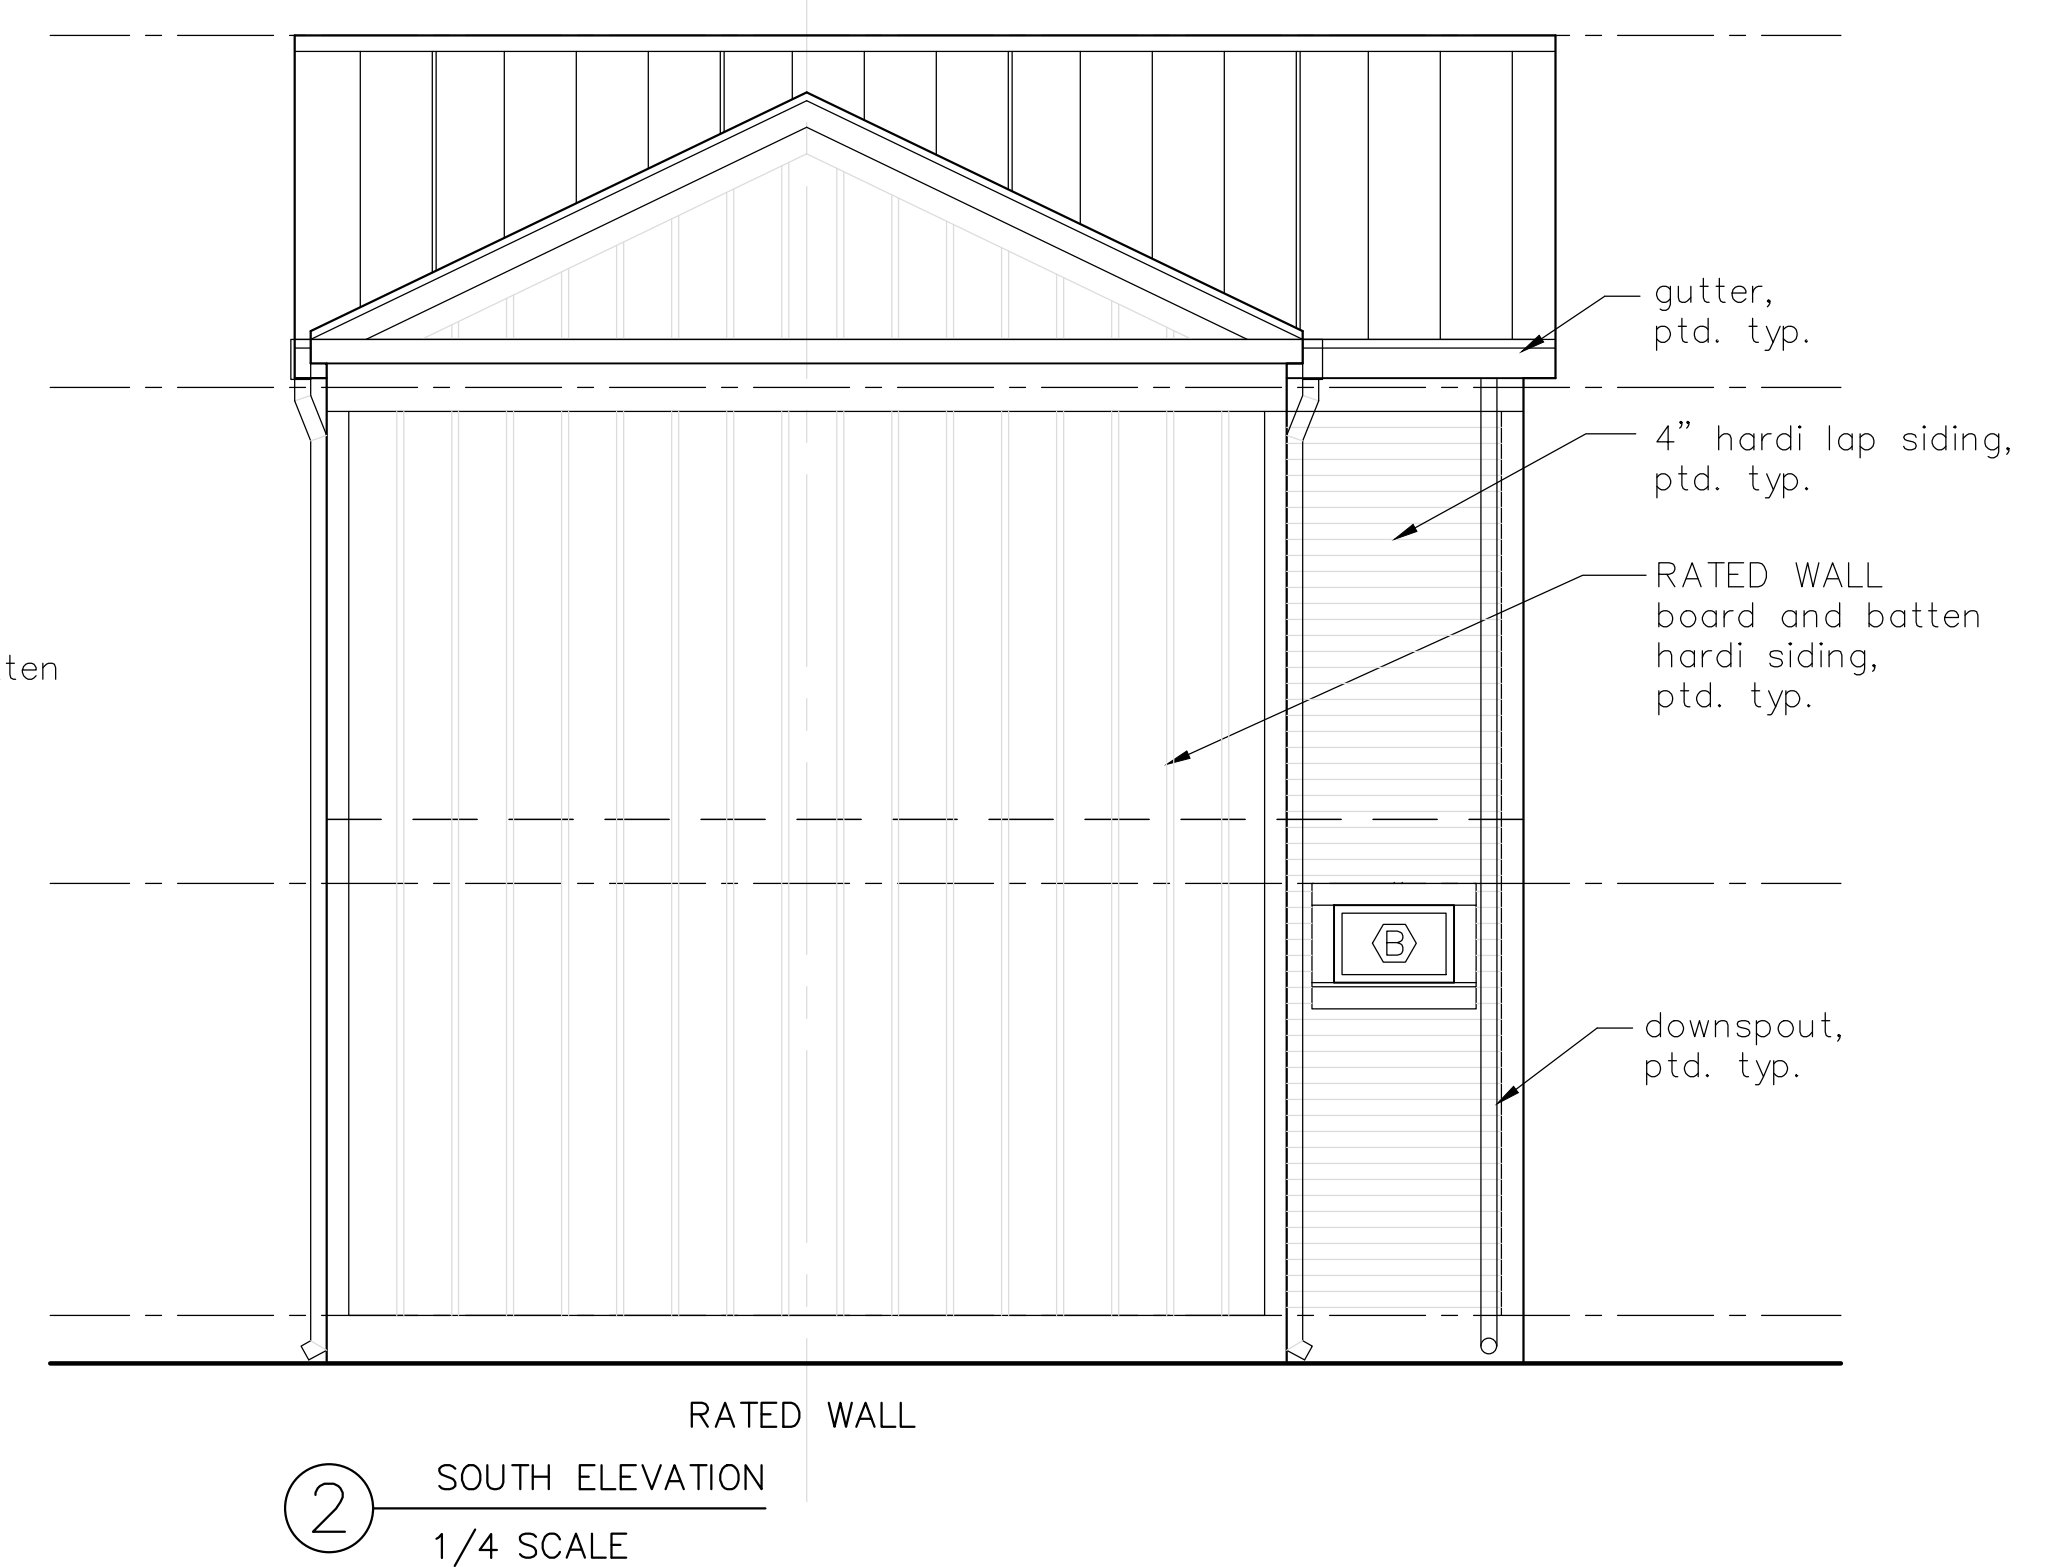 gutter,
ptd. typ.
4” hardi lap siding,
ptd. typ.
RATED WALL
board and batten
hardi siding,
ptd. typ.
tten
B
downspout,
ptd. typ.
RATED WALL
2
SOUTH ELEVATION
1/4 SCALE